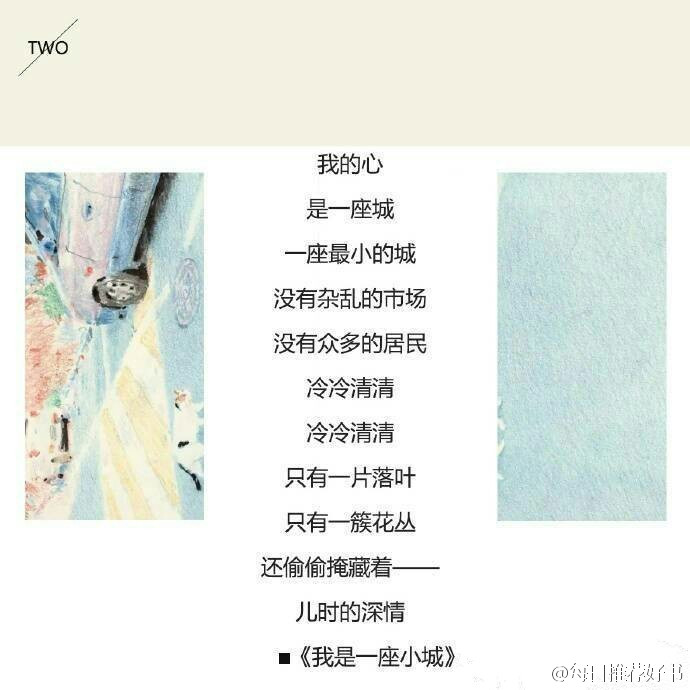 TWO
我的心
是一座城
一座最小的城
没有杂乱的市场
没有众多的居民
冷冷清清
冷冷清清
只有一片落叶
只有一簇花丛
还偷偷掩藏着——
儿时的深情
■《我是一座小城》
@每日推荐好书